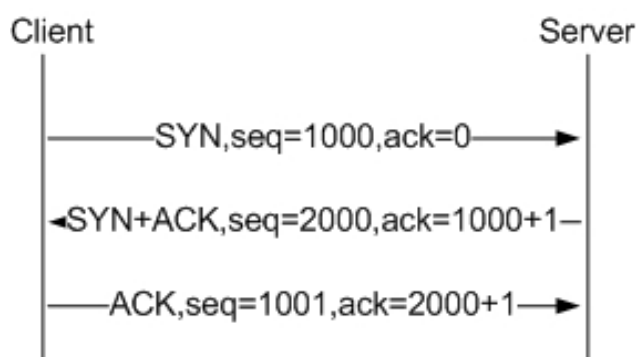 Client Server
SYN,seq=1000,ack=0
SYN+ACK,seq=2000,ack=1000+1
ACK,seq=1001,ack=2000+1